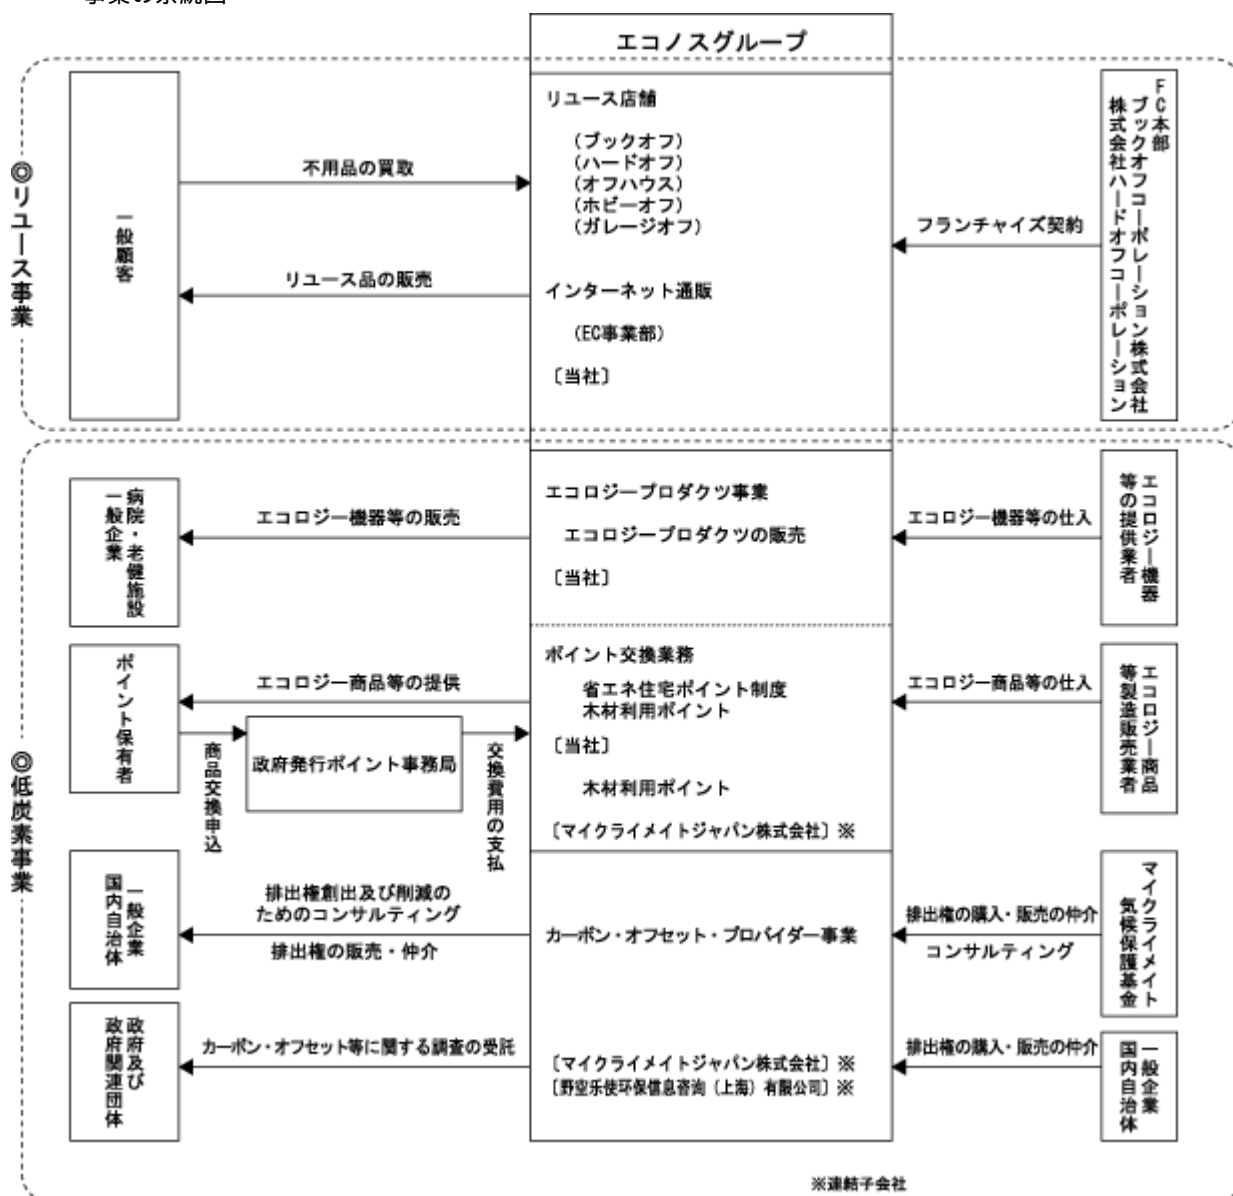 事業の系統図
エコノスグループ
◎リユース事業
一般顧客
不用品の買取
リユース品の販売
リユース店舗
(ブックオフ)
(ハードオフ)
(オフハウス)
(ホビーオフ)
(ガレージオフ)
インターネット通販
(EC事業部)
〔当社〕
フランチャイズ契約
FC本部
ブックオフコーポレーション株式会社
株式会社ハードオフコーポレーション
◎低炭素事業
病院・老健施設
一般企業
エコロジー機器等の販売
エコロジープロダクツ事業
エコロジープロダクツの販売
〔当社〕
エコロジー機器等の仕入
エコロジー機器
等の提供業者
ポイント保有者
エコロジー商品等の提供
商品交換申込
政府発行ポイント事務局
交換費用の支払
ポイント交換業務
省エネ住宅ポイント制度
木材利用ポイント
〔当社〕
木材利用ポイント
〔マイクライメイトジャパン株式会社〕※
エコロジー商品等の仕入
エコロジー商品
等製造販売業者
一般企業
国内自治体
排出権創出及び削減の
ためのコンサルティング
排出権の販売・仲介
カーボン・オフセット・プロバイダー事業
排出権の購入・販売の仲介
コンサルティング
マイクライメイト
気候保護基金
政府及び
政府関連団体
カーボン・オフセット等に関する調査の受託
〔マイクライメイトジャパン株式会社〕※
〔野空乐使环保信息咨询（上海）有限公司〕※
排出権の購入・販売の仲介
一般企業
国内自治体
※連結子会社